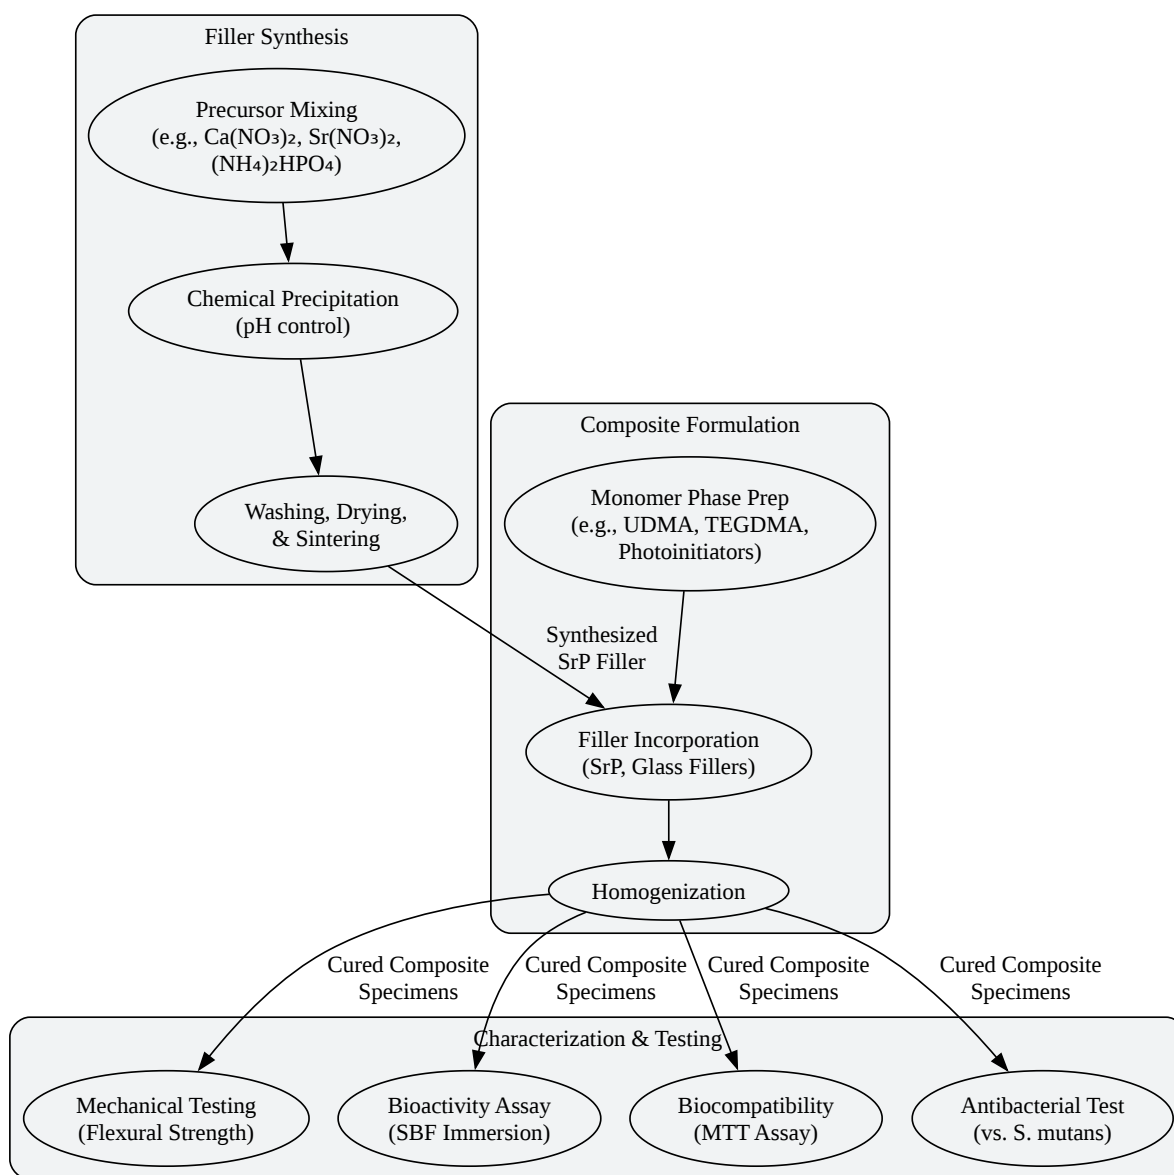 Filler Synthesis
Precursor Mixing
(e.g., Ca(NO₃)₂, Sr(NO₃)₂,
(NH₄)₂HPO₄)
Chemical Precipitation
(pH control)
Washing, Drying,
& Sintering
Composite Formulation
Monomer Phase Prep
(e.g., UDMA, TEGDMA,
Photoinitiators)
Synthesized
SrP Filler
Filler Incorporation
(SrP, Glass Fillers)
Homogenization
Cured Composite
Specimens
Cured Composite
Specimens
Cured Composite
Specimens
Cured Composite
Specimens
Characterization & Testing
Mechanical Testing
(Flexural Strength)
Bioactivity Assay
(SBF Immersion)
Biocompatibility
(MTT Assay)
Antibacterial Test
(vs. S. mutans)